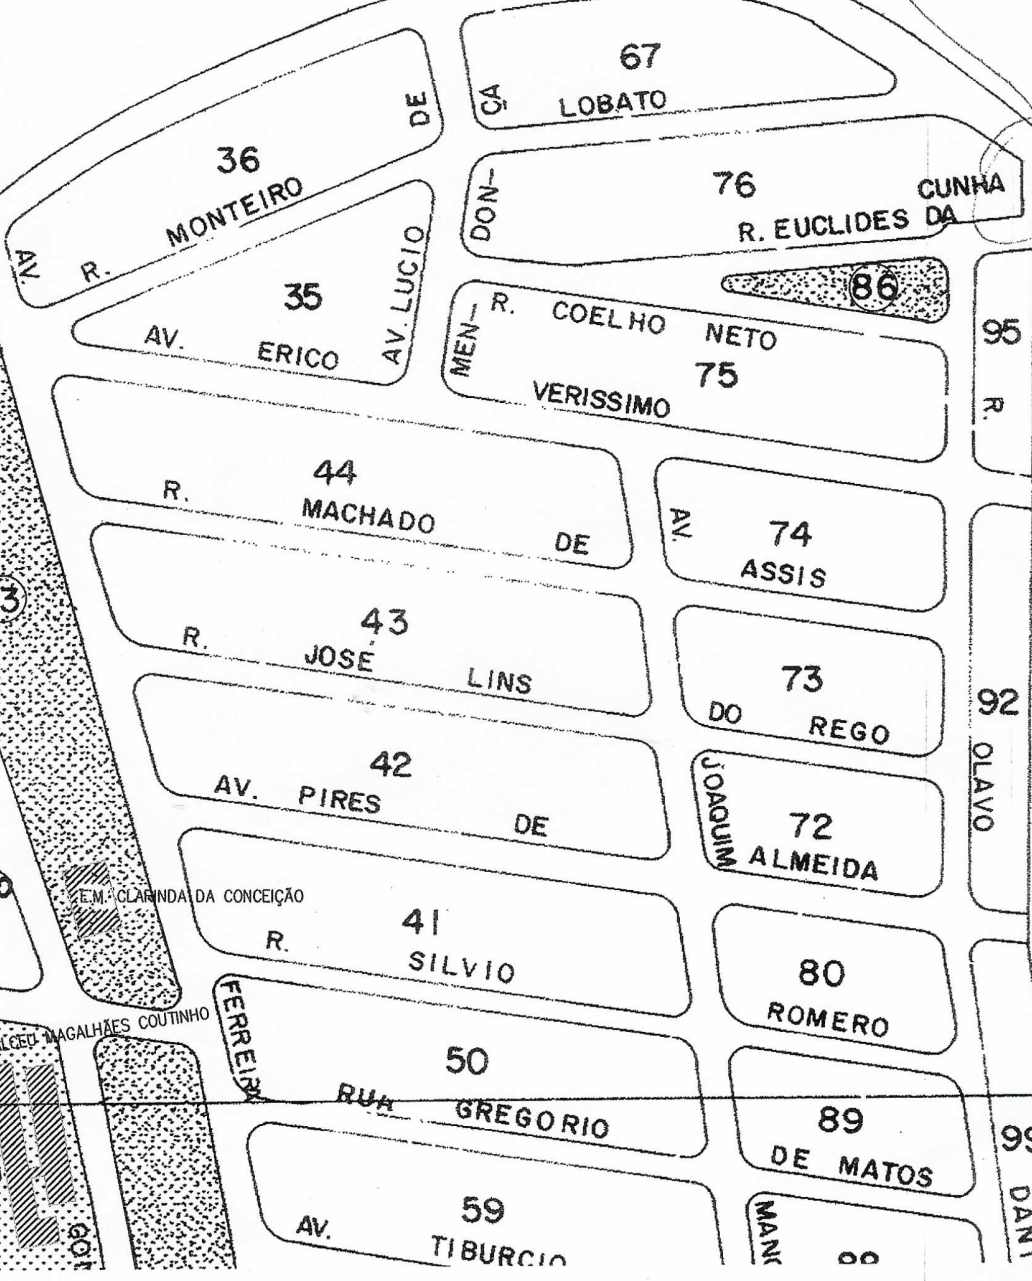 67
ÇA LOBATO
DE
36
R. MONTEIRO
AV.
76
CUNHA
R. EUCLIDES DA
DON-
35
AV. LUCIO
AV. ERICO
86
R. COELHO NETO
MEN-
75
VERISSIMO
95
R.
44
R. MACHADO DE
AV.
74
ASSIS
3
43
R. JOSÉ LINS
73
DO REGO
92
42
AV. PIRES DE
JOAQUIM
72
ALMEIDA
OLAVO
E.M. CLARINDA DA CONCEIÇÃO
41
R. SILVIO
80
ROMERO
MAGALHÃES COUTINHO
FERREIRA
50
RUA GREGORIO
89
DE MATOS
99
59
AV. TIBURCIO